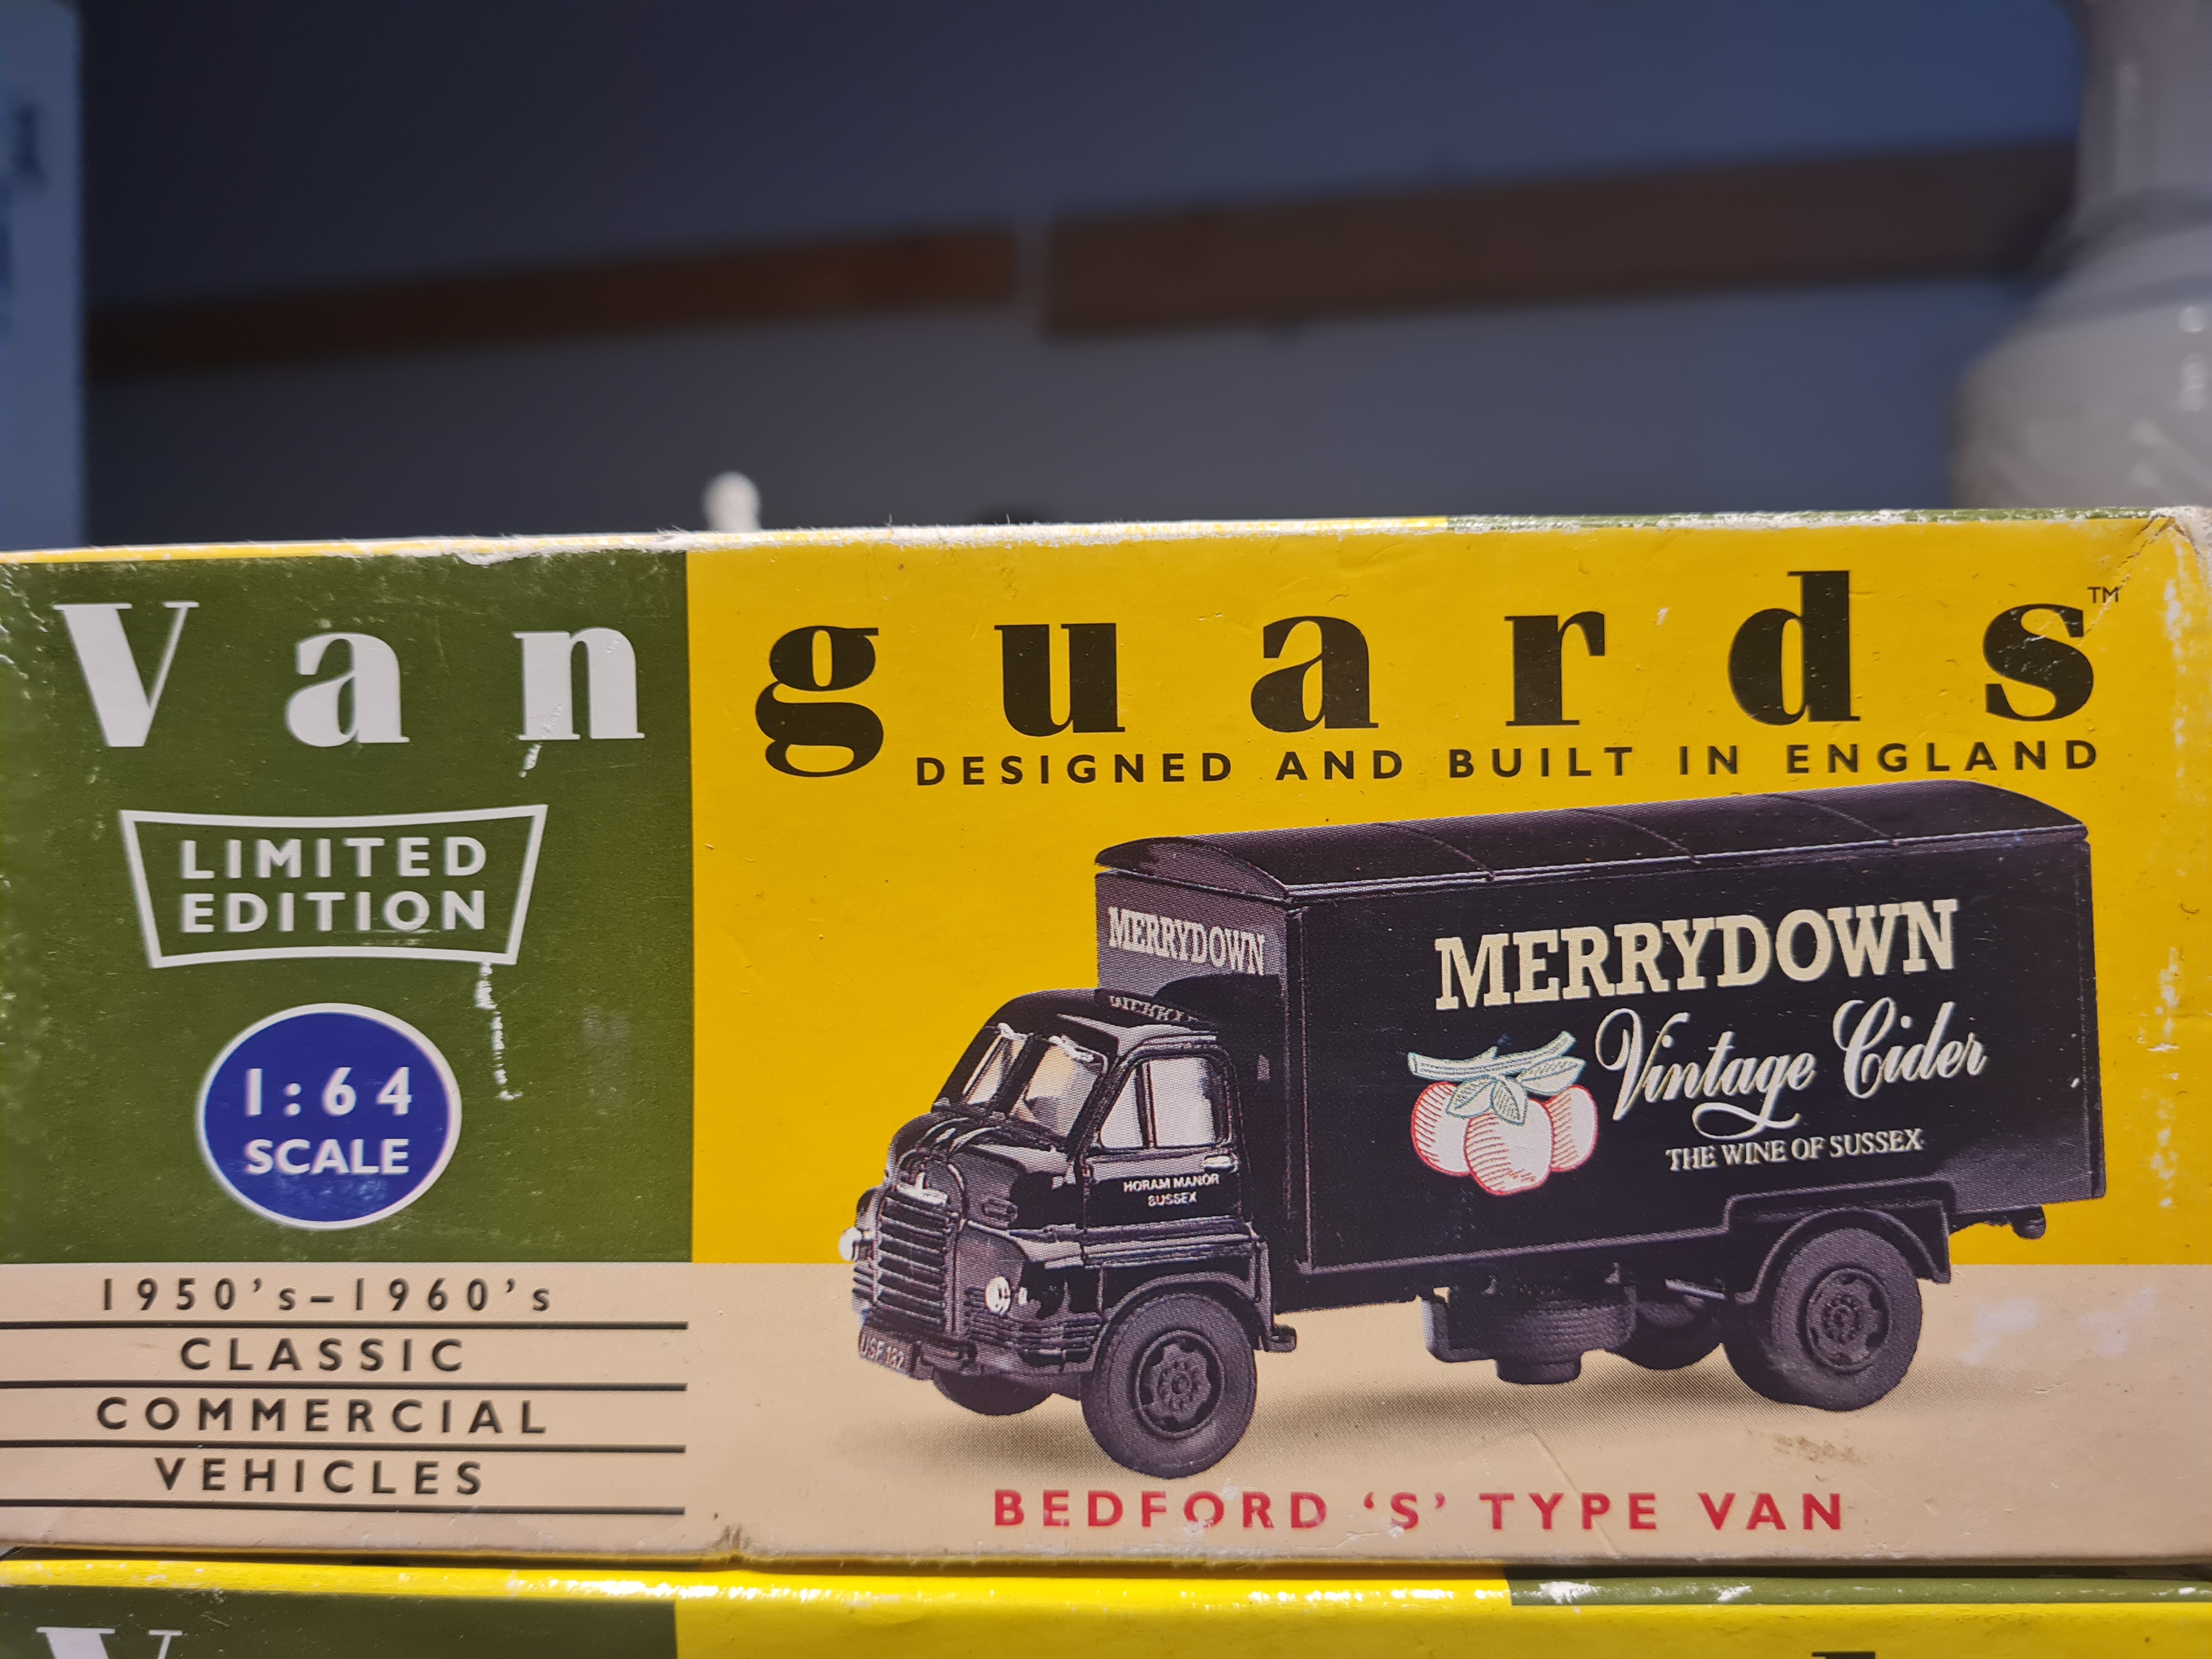 Vanguards™
DESIGNED AND BUILT IN ENGLAND
LIMITED
EDITION
1:64
SCALE
1950's–1960's
CLASSIC
COMMERCIAL
VEHICLES
MERRYDOWN
MERRYDOWN
Vintage Cider
THE WINE OF SUSSEX
HORAM MANOR
SUSSEX
BEDFORD 'S' TYPE VAN
V